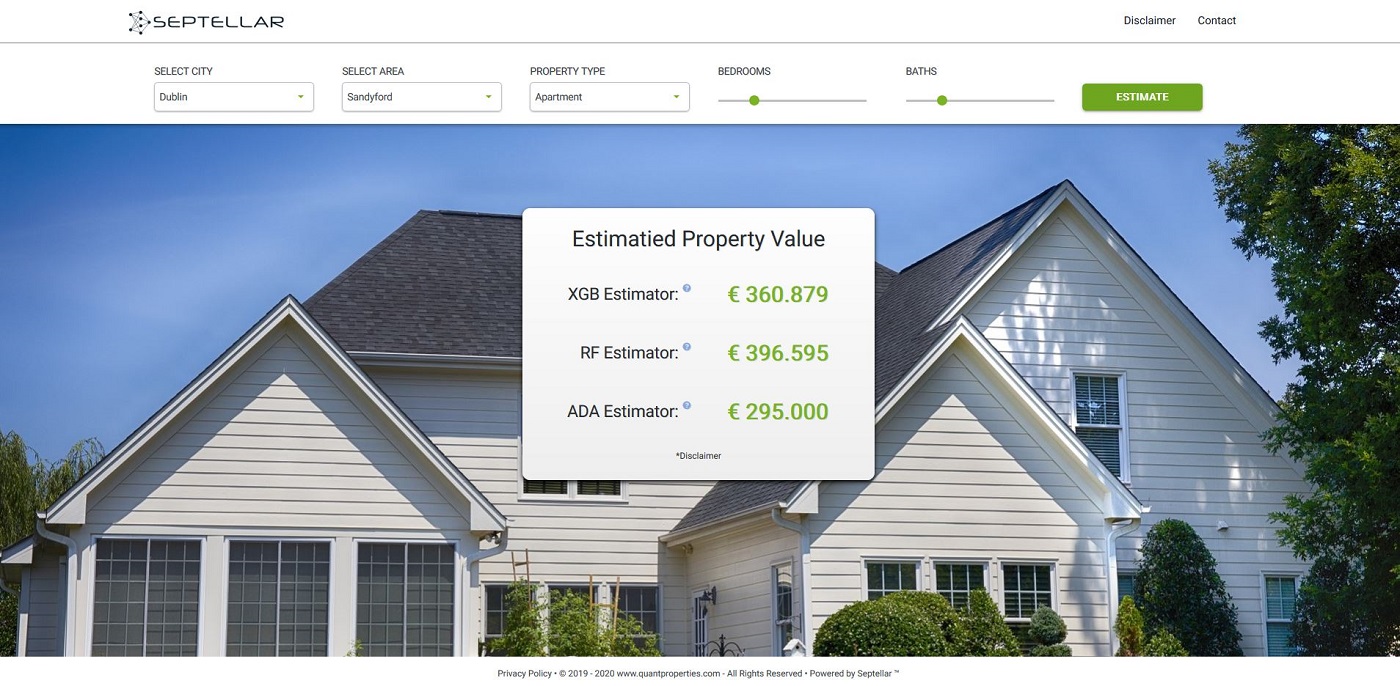 SEPTELLAR
Disclaimer Contact
SELECT CITY SELECT AREA PROPERTY TYPE BEDROOMS BATHS
Dublin Sandyford Apartment ESTIMATE
Estimatied Property Value
XGB Estimator: ? € 360.879
RF Estimator: ? € 396.595
ADA Estimator: ? € 295.000
*Disclaimer
Privacy Policy • © 2019 - 2020 www.quantproperties.com - All Rights Reserved • Powered by Septellar ™